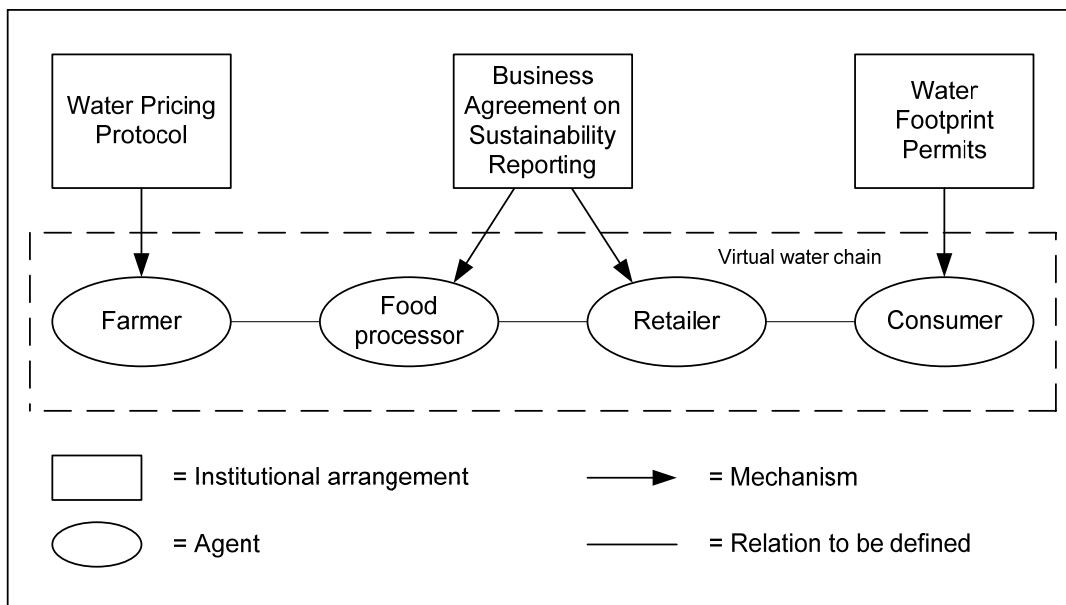 Water Pricing
Protocol
Business
Agreement on
Sustainability
Reporting
Water
Footprint
Permits
Virtual water chain
Farmer
Food
processor
Retailer
Consumer
= Institutional arrangement
= Mechanism
= Agent
= Relation to be defined